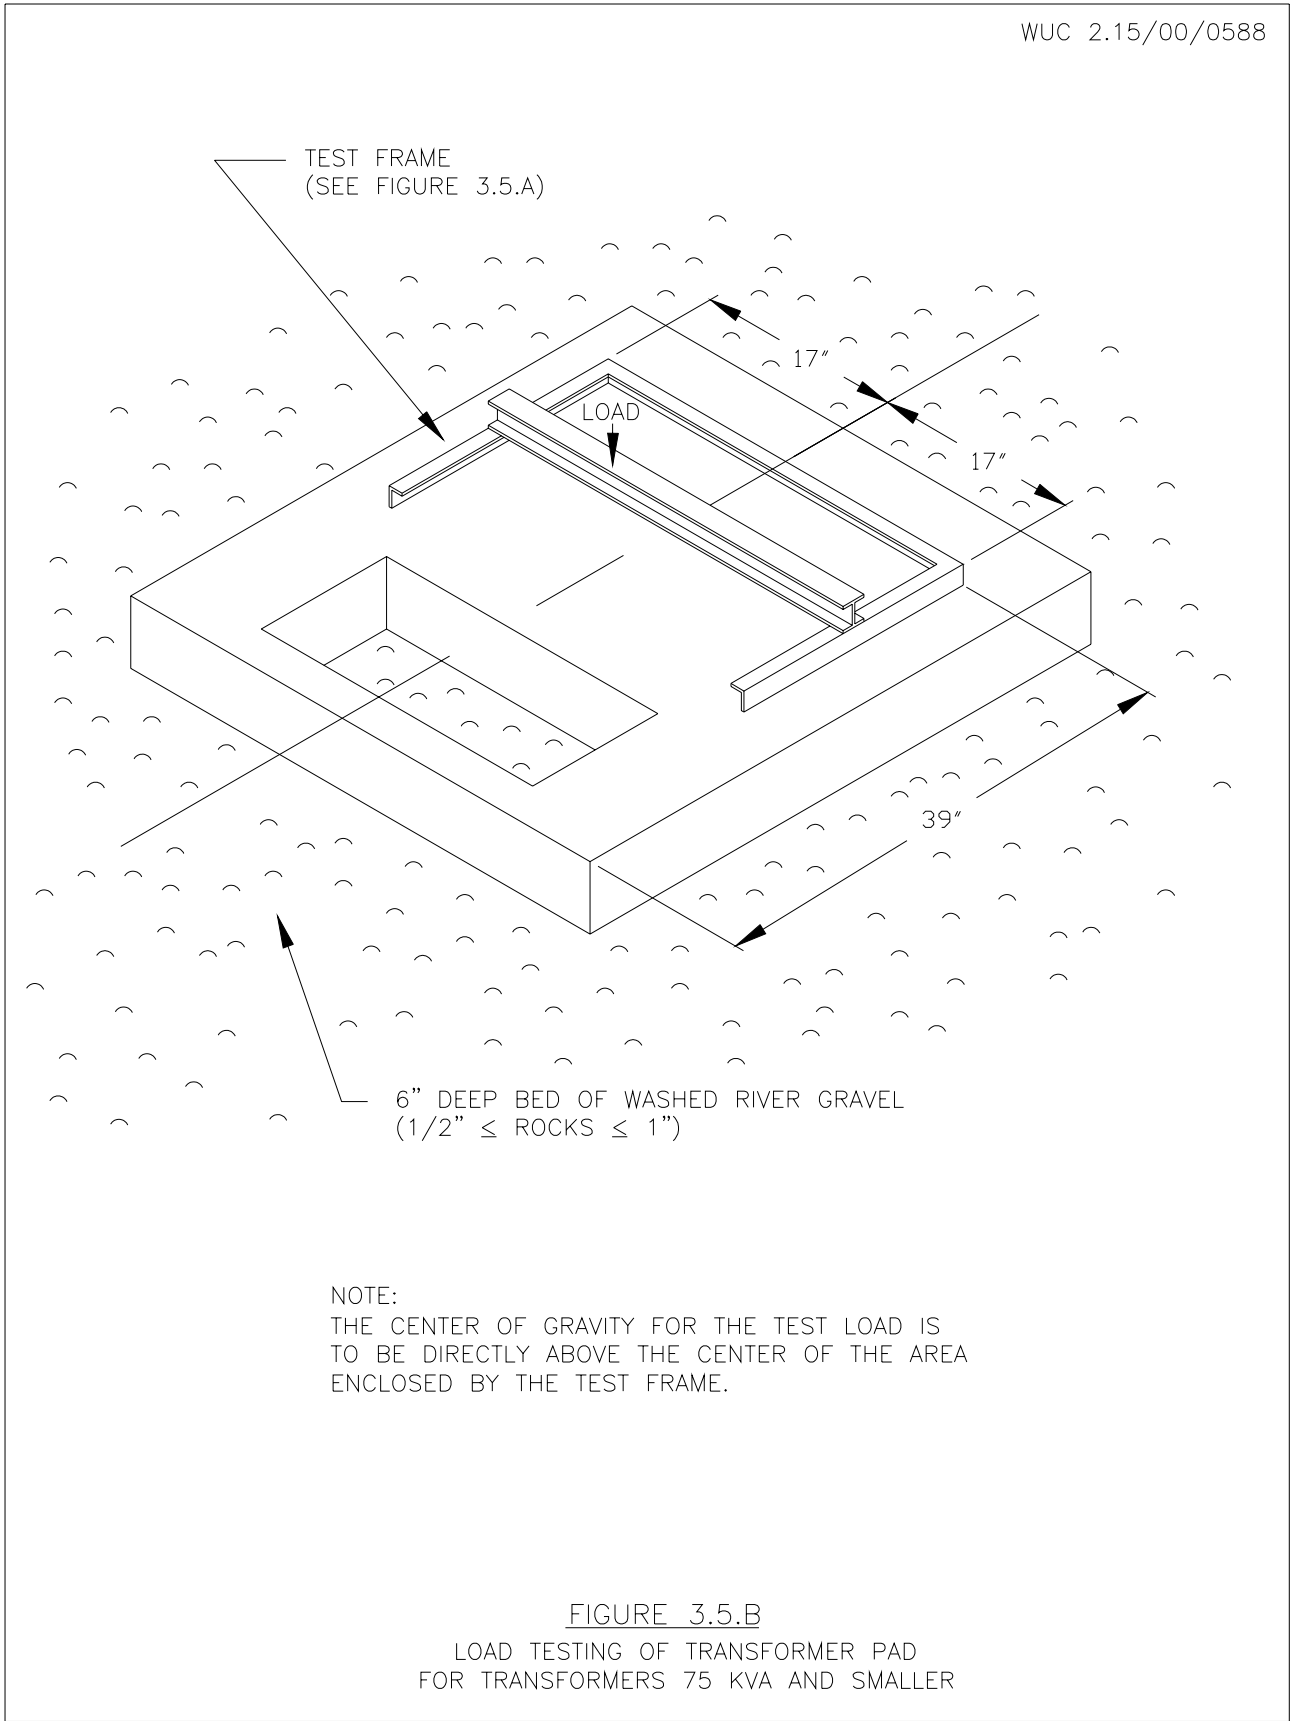 WUC 2.15/00/0588
TEST FRAME
(SEE FIGURE 3.5.A)
17"
LOAD
17"
39"
6" DEEP BED OF WASHED RIVER GRAVEL
(1/2" ≤ ROCKS ≤ 1")
NOTE:
THE CENTER OF GRAVITY FOR THE TEST LOAD IS
TO BE DIRECTLY ABOVE THE CENTER OF THE AREA
ENCLOSED BY THE TEST FRAME.
FIGURE 3.5.B
LOAD TESTING OF TRANSFORMER PAD
FOR TRANSFORMERS 75 KVA AND SMALLER